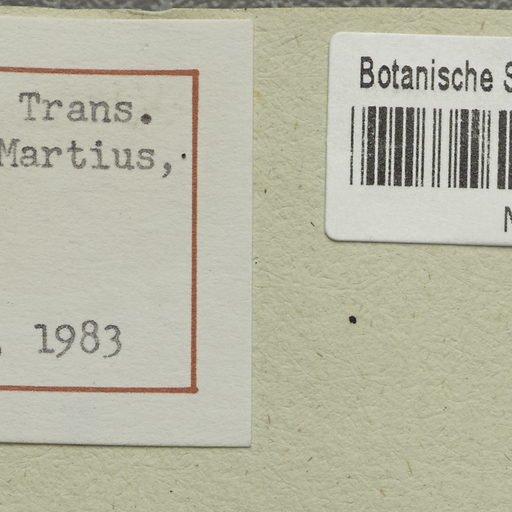 Trans.
Martius,
1983
Botanische